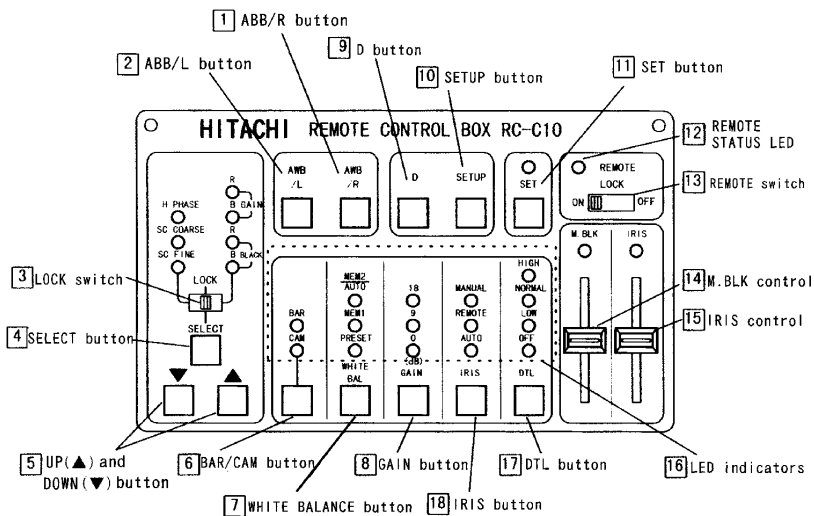 1 ABB/R button
9 D button
2 ABB/L button
10 SETUP button
11 SET button
HITACHI REMOTE CONTROL BOX RC-C10
12 REMOTE STATUS LED
AWB /L
AWB /R
D
SETUP
SET
REMOTE
LOCK
ON OFF
13 REMOTE switch
R
B GAIN
H PHASE
SC COARSE
R
B BLACK
SC FINE
LOCK
3 LOCK switch
SELECT
4 SELECT button
▼ ▲
M.BLK IRIS
14 M.BLK control
15 IRIS control
BAR
CAM
MEM2
AUTO
MEM1
PRESET
WHITE BAL
18
9
0
(dB)
GAIN
MANUAL
REMOTE
AUTO
IRIS
HIGH
NORMAL
LOW
OFF
DTL
5 UP(▲) and
DOWN(▼) button
6 BAR/CAM button
8 GAIN button
17 DTL button
16 LED indicators
7 WHITE BALANCE button
18 IRIS button